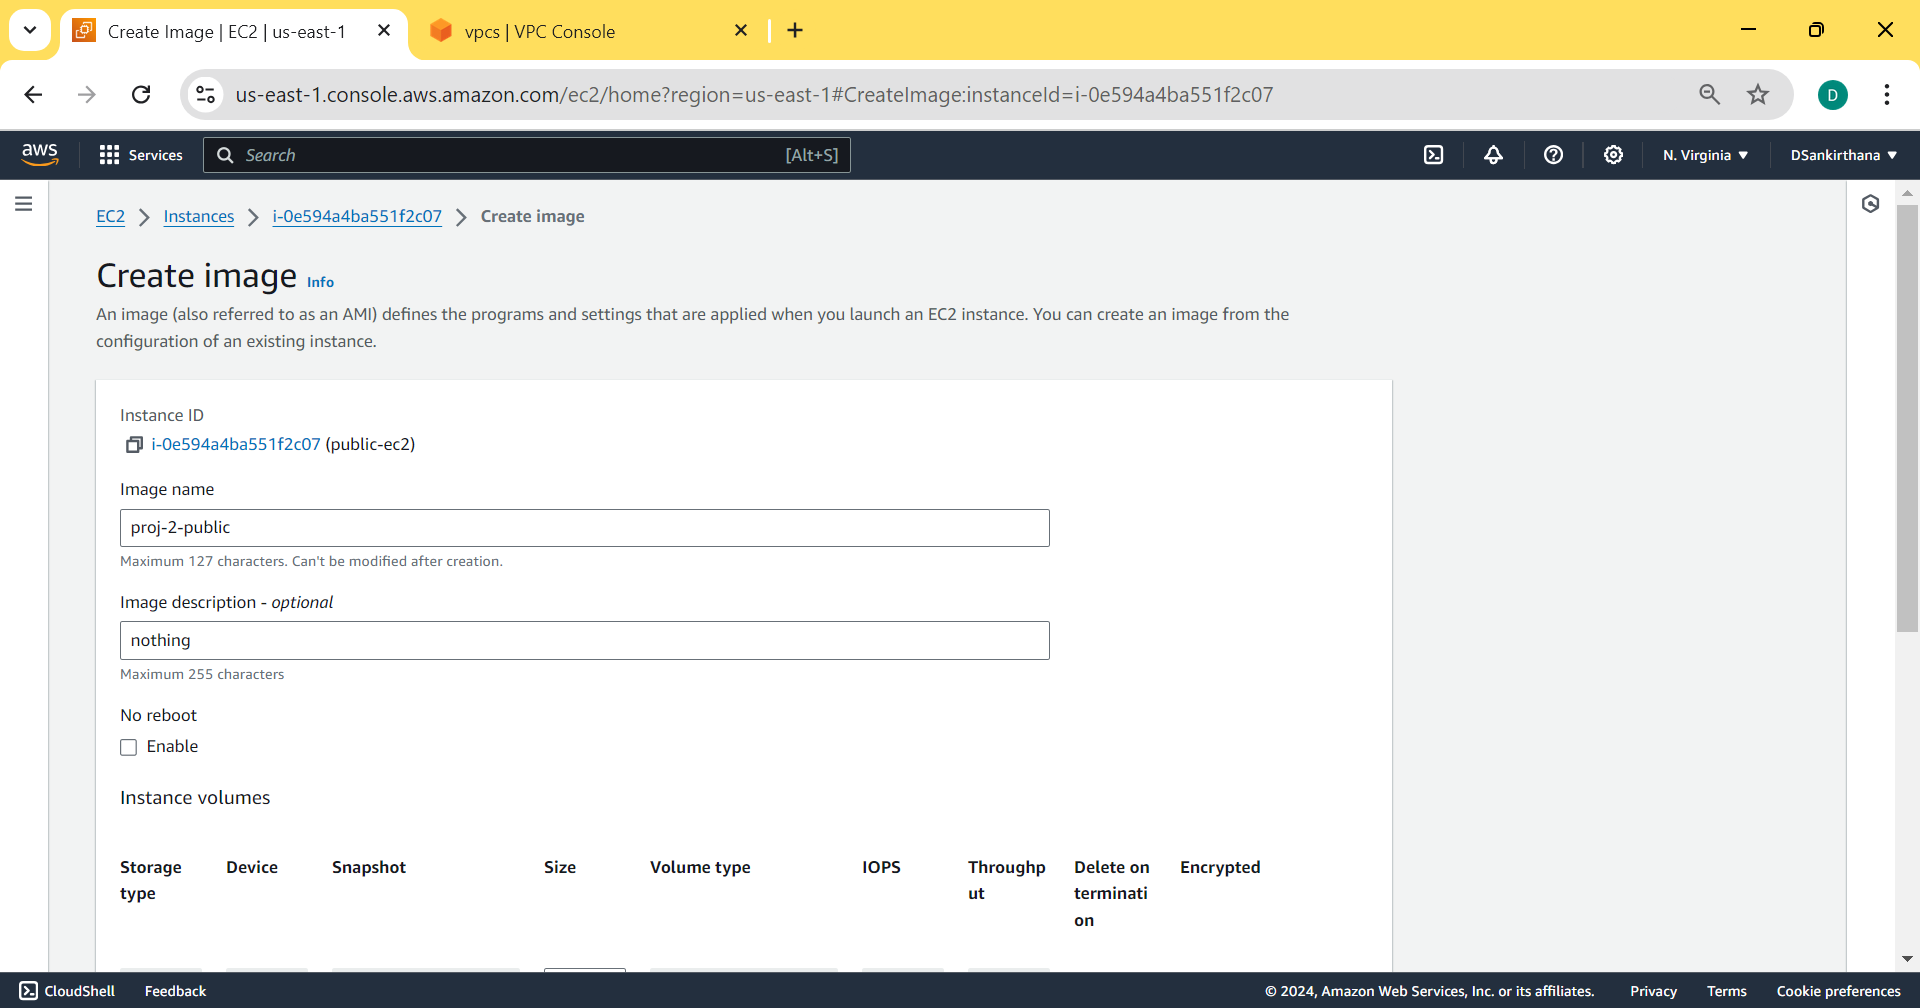 Create Image | EC2 | us-east-1
vpcs | VPC Console
us-east-1.console.aws.amazon.com/ec2/home?region=us-east-1#CreateImage:instanceId=i-0e594a4ba551f2c07
D
aws
Services
Search
[Alt+S]
N. Virginia
DSankirthana
EC2
Instances
i-0e594a4ba551f2c07
Create image
Create image
Info
An image (also referred to as an AMI) defines the programs and settings that are applied when you launch an EC2 instance. You can create an image from the
configuration of an existing instance.
Instance ID
i-0e594a4ba551f2c07 (public-ec2)
Image name
proj-2-public
Maximum 127 characters. Can't be modified after creation.
Image description - optional
nothing
Maximum 255 characters
No reboot
Enable
Instance volumes
Storage
type
Device
Snapshot
Size
Volume type
IOPS
Throughp
ut
Delete on
terminati
on
Encrypted
CloudShell
Feedback
© 2024, Amazon Web Services, Inc. or its affiliates.
Privacy
Terms
Cookie preferences